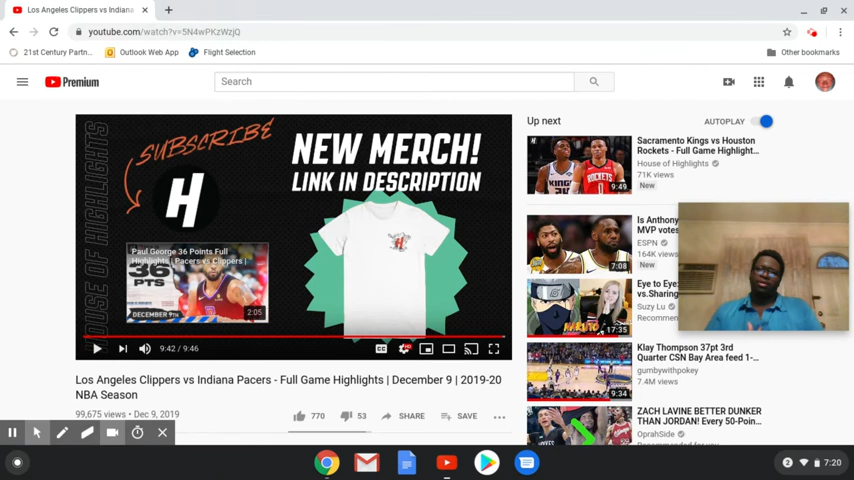 Los Angeles Clippers vs Indiana
youtube.com/watch?v=5N4wPKzWzjQ
21st Century Partn...
Outlook Web App
Flight Selection
Other bookmarks
Premium
Search
HOUSE OF HIGHLIGHTS
SUBSCRIBE
H
NEW MERCH!
LINK IN DESCRIPTION
Paul George 36 Points Full
Highlights | Pacers vs Clippers |
36
PTS
DECEMBER 9TH
2:05
9:42 / 9:46
CC
HD
Los Angeles Clippers vs Indiana Pacers - Full Game Highlights | December 9 | 2019-20
NBA Season
99,675 views • Dec 9, 2019
770
53
SHARE
SAVE
Up next
AUTOPLAY
Sacramento Kings vs Houston
Rockets - Full Game Highlight...
House of Highlights
71K views
New
9:49
Is Anthony
MVP votes
ESPN
164K views
New
7:08
Eye to Eye:
vs.Sharing
Suzy Lu
Recommen
NARUTO
17:35
Klay Thompson 37pt 3rd
Quarter CSN Bay Area feed 1-...
gumbywithpokey
7.4M views
9:34
ZACH LAVINE BETTER DUNKER
THAN JORDAN! Every 50-Poin...
OprahSide
2
7:20